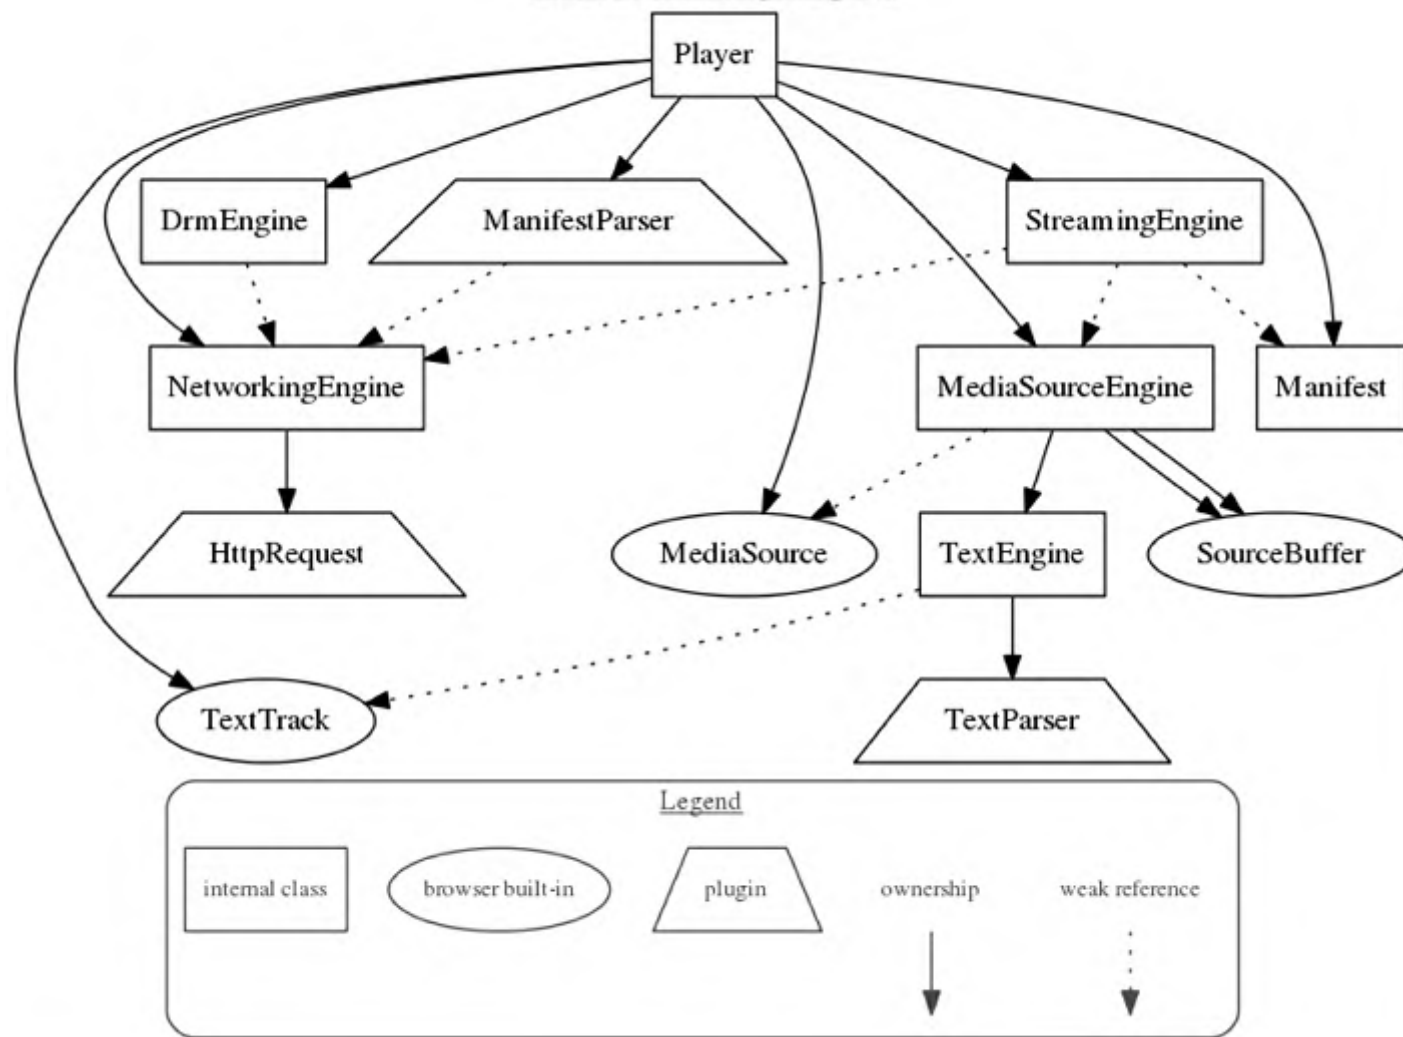 Player
DrmEngine
ManifestParser
StreamingEngine
NetworkingEngine
MediaSourceEngine
Manifest
HttpRequest
MediaSource
TextEngine
SourceBuffer
TextTrack
TextParser
Legend
internal class
browser built-in
plugin
ownership
weak reference